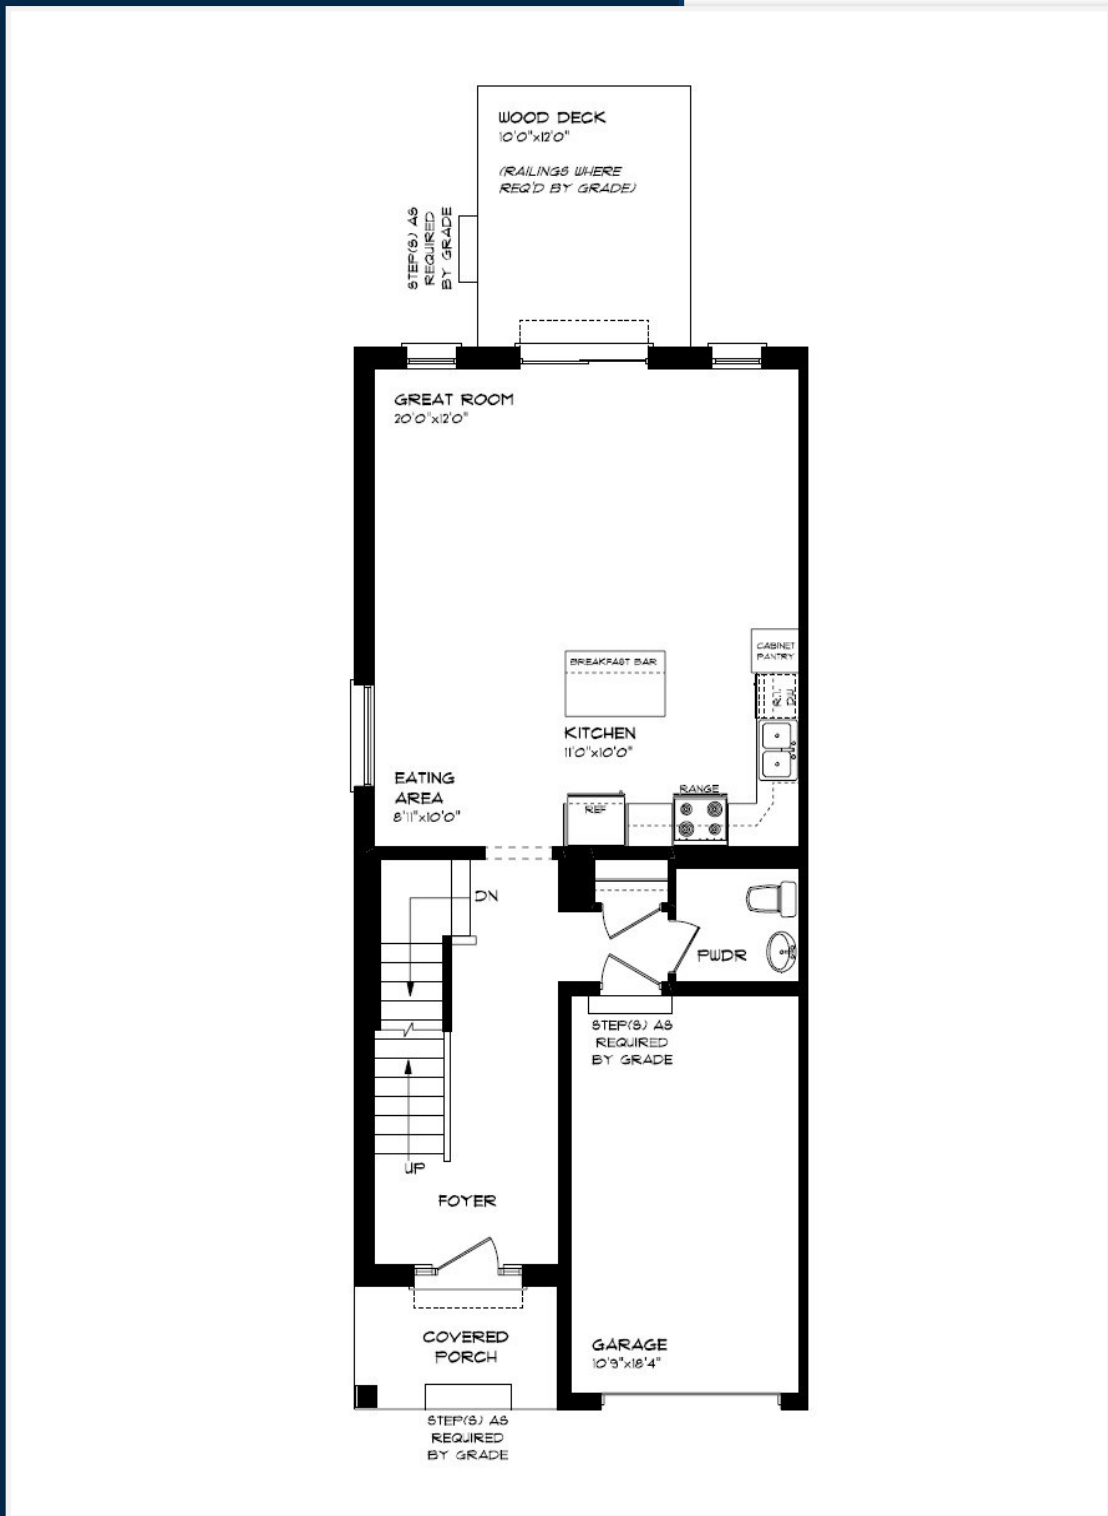 WOOD DECK
10'0"x12'0"
(RAILINGS WHERE
REQ'D BY GRADE)
STEP(S) AS
REQUIRED
BY GRADE
GREAT ROOM
20'0"x12'0"
CABINET
PANTRY
BREAKFAST BAR
R.I.
DW
KITCHEN
11'0"x10'0"
EATING
AREA
8'11"x10'0"
RANGE
REF
DN
PWDR
STEP(S) AS
REQUIRED
BY GRADE
UP
FOYER
COVERED
PORCH
GARAGE
10'9"x18'4"
STEP(S) AS
REQUIRED
BY GRADE